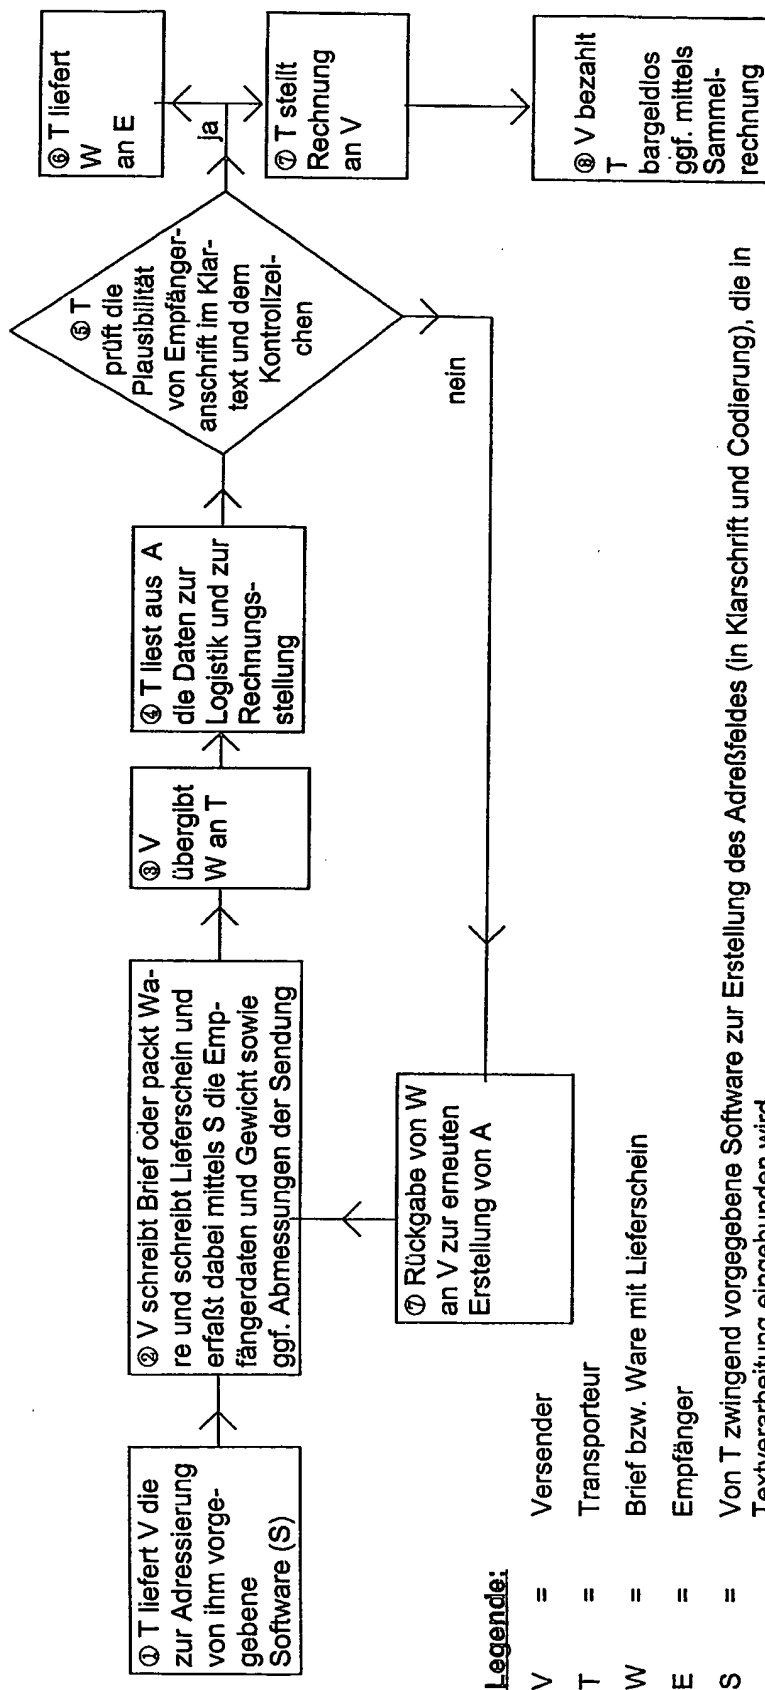 ① T liefert V die
zur Adressierung
von ihm vorge-
gebene
Software (S)
② V schreibt Brief oder packt Wa-
re und schreibt Lieferschein und
erfaßt dabei mittels S die Emp-
fängerdaten und Gewicht sowie
ggf. Abmessungen der Sendung
③ V
übergibt
W an T
④ T liest aus A
die Daten zur
Logistik und zur
Rechnungs-
stellung
⑤ T
prüft die
Plausibilität
von Empfänger-
anschrift im Klar-
text und dem
Kontrollzei-
chen
ja
⑥ T liefert
W
an E
⑦ T stellt
Rechnung
an V
⑧ V bezahlt
T
bargeldlos
ggf. mittels
Sammel-
rechnung
nein
⑦ Rückgabe von W
an V zur erneuten
Erstellung von A
Legende:
V = Versender
T = Transporteur
W = Brief bzw. Ware mit Lieferschein
E = Empfänger
S = Von T zwingend vorgegebene Software zur Erstellung des Adreßfeldes (in Klarschrift und Codierung), die in
Textverarbeitung eingebunden wird